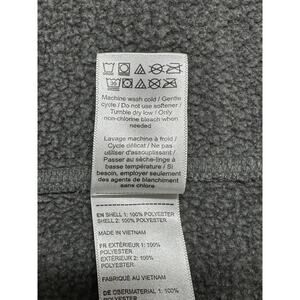 Machine wash cold / Gentle
cycle / Do not use softener /
Tumble dry low / Only
non-chlorine bleach when
needed
Lavage machine à froid /
Cycle délicat / Ne pas
utiliser d'assouplissant /
Passer au sèche-linge à
basse température / Si
besoin, employer seulement
des agents de blanchiment
sans chlore
EN SHELL 1: 100% POLYESTER
SHELL 2: 100% POLYESTER
MADE IN VIETNAM
FR EXTÉRIEUR 1: 100%
POLYESTER
EXTÉRIEUR 2: 100%
POLYESTER
FABRIQUÉ AU VIETNAM
DE OBERMATERIAL 1: 100%